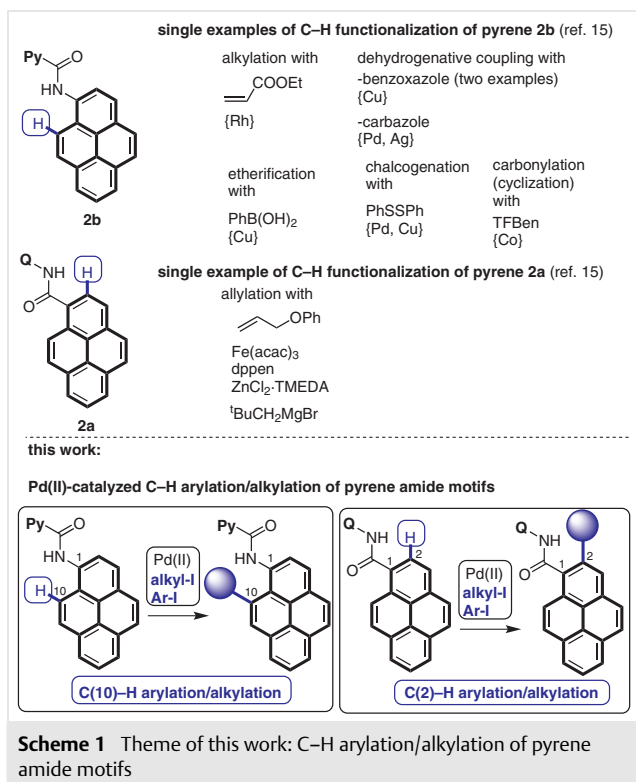 single examples of C–H functionalization of pyrene 2b (ref. 15)
Py
O
HN
H
2b
alkylation with
COOEt
{Rh}
dehydrogenative coupling with
-benzoxazole (two examples)
{Cu}
-carbazole
{Pd, Ag}
etherification
with
PhB(OH)2
{Cu}
chalcogenation
with
PhSSPh
{Pd, Cu}
carbonylation
(cyclization)
with
TFBen
{Co}
Q
NH
H
O
2a
single example of C–H functionalization of pyrene 2a (ref. 15)
allylation with
OPh
Fe(acac)3
dppen
ZnCl2·TMEDA
tBuCH2MgBr
this work:
Pd(II)-catalyzed C–H arylation/alkylation of pyrene amide motifs
Py
O
HN
1
H
10
Pd(II)
alkyl-I
Ar-I
Py
O
HN
1
10
C(10)–H arylation/alkylation
Q
NH
H
O
1
2
Pd(II)
alkyl-I
Ar-I
Q
NH
O
1
2
C(2)–H arylation/alkylation
Scheme 1 Theme of this work: C–H arylation/alkylation of pyrene
amide motifs